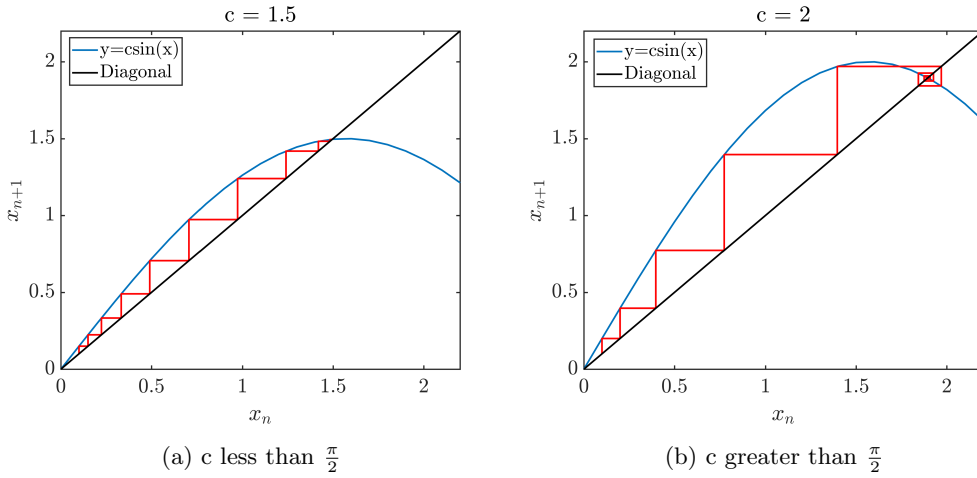 c = 1.5
y=csin(x)
Diagonal
2
1.5
1
0.5
0
x_{n+1}
0 0.5 1 1.5 2
x_n
(a) c less than π/2
c = 2
y=csin(x)
Diagonal
2
1.5
1
0.5
0
x_{n+1}
0 0.5 1 1.5 2
x_n
(b) c greater than π/2